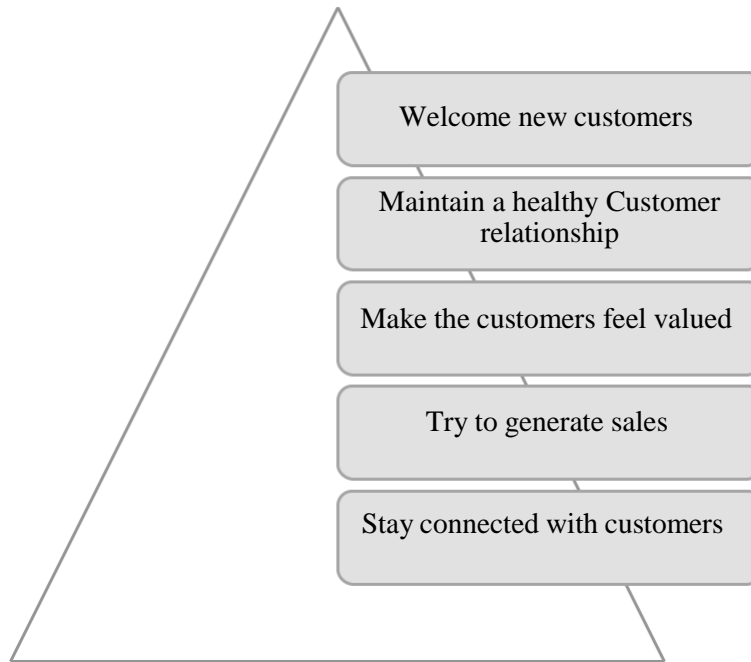 Welcome new customers
Maintain a healthy Customer
relationship
Make the customers feel valued
Try to generate sales
Stay connected with customers